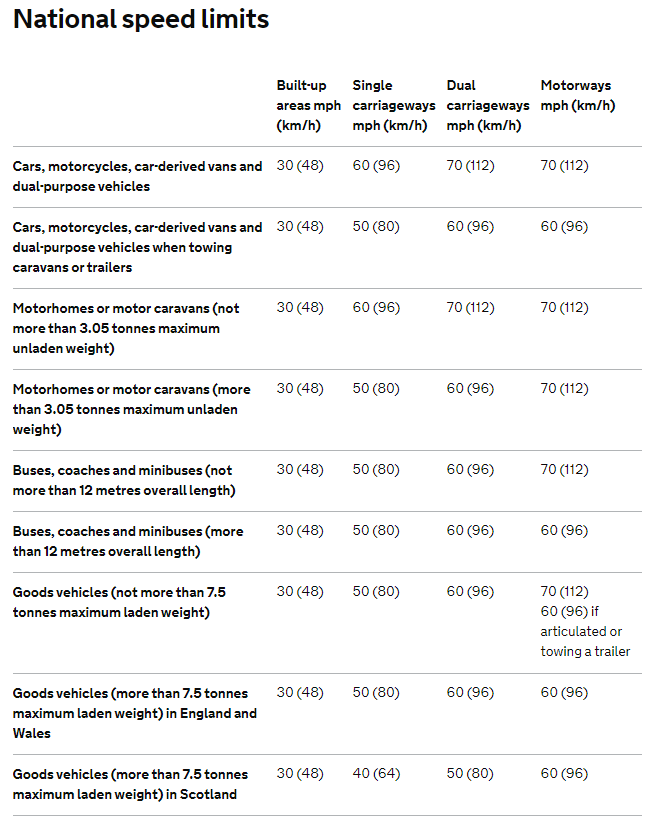 National speed limits
Built-up areas mph (km/h) Single carriageways mph (km/h) Dual carriageways mph (km/h) Motorways mph (km/h)
Cars, motorcycles, car-derived vans and dual-purpose vehicles 30 (48) 60 (96) 70 (112) 70 (112)
Cars, motorcycles, car-derived vans and dual-purpose vehicles when towing caravans or trailers 30 (48) 50 (80) 60 (96) 60 (96)
Motorhomes or motor caravans (not more than 3.05 tonnes maximum unladen weight) 30 (48) 60 (96) 70 (112) 70 (112)
Motorhomes or motor caravans (more than 3.05 tonnes maximum unladen weight) 30 (48) 50 (80) 60 (96) 70 (112)
Buses, coaches and minibuses (not more than 12 metres overall length) 30 (48) 50 (80) 60 (96) 70 (112)
Buses, coaches and minibuses (more than 12 metres overall length) 30 (48) 50 (80) 60 (96) 60 (96)
Goods vehicles (not more than 7.5 tonnes maximum laden weight) 30 (48) 50 (80) 60 (96) 70 (112) 60 (96) if articulated or towing a trailer
Goods vehicles (more than 7.5 tonnes maximum laden weight) in England and Wales 30 (48) 50 (80) 60 (96) 60 (96)
Goods vehicles (more than 7.5 tonnes maximum laden weight) in Scotland 30 (48) 40 (64) 50 (80) 60 (96)